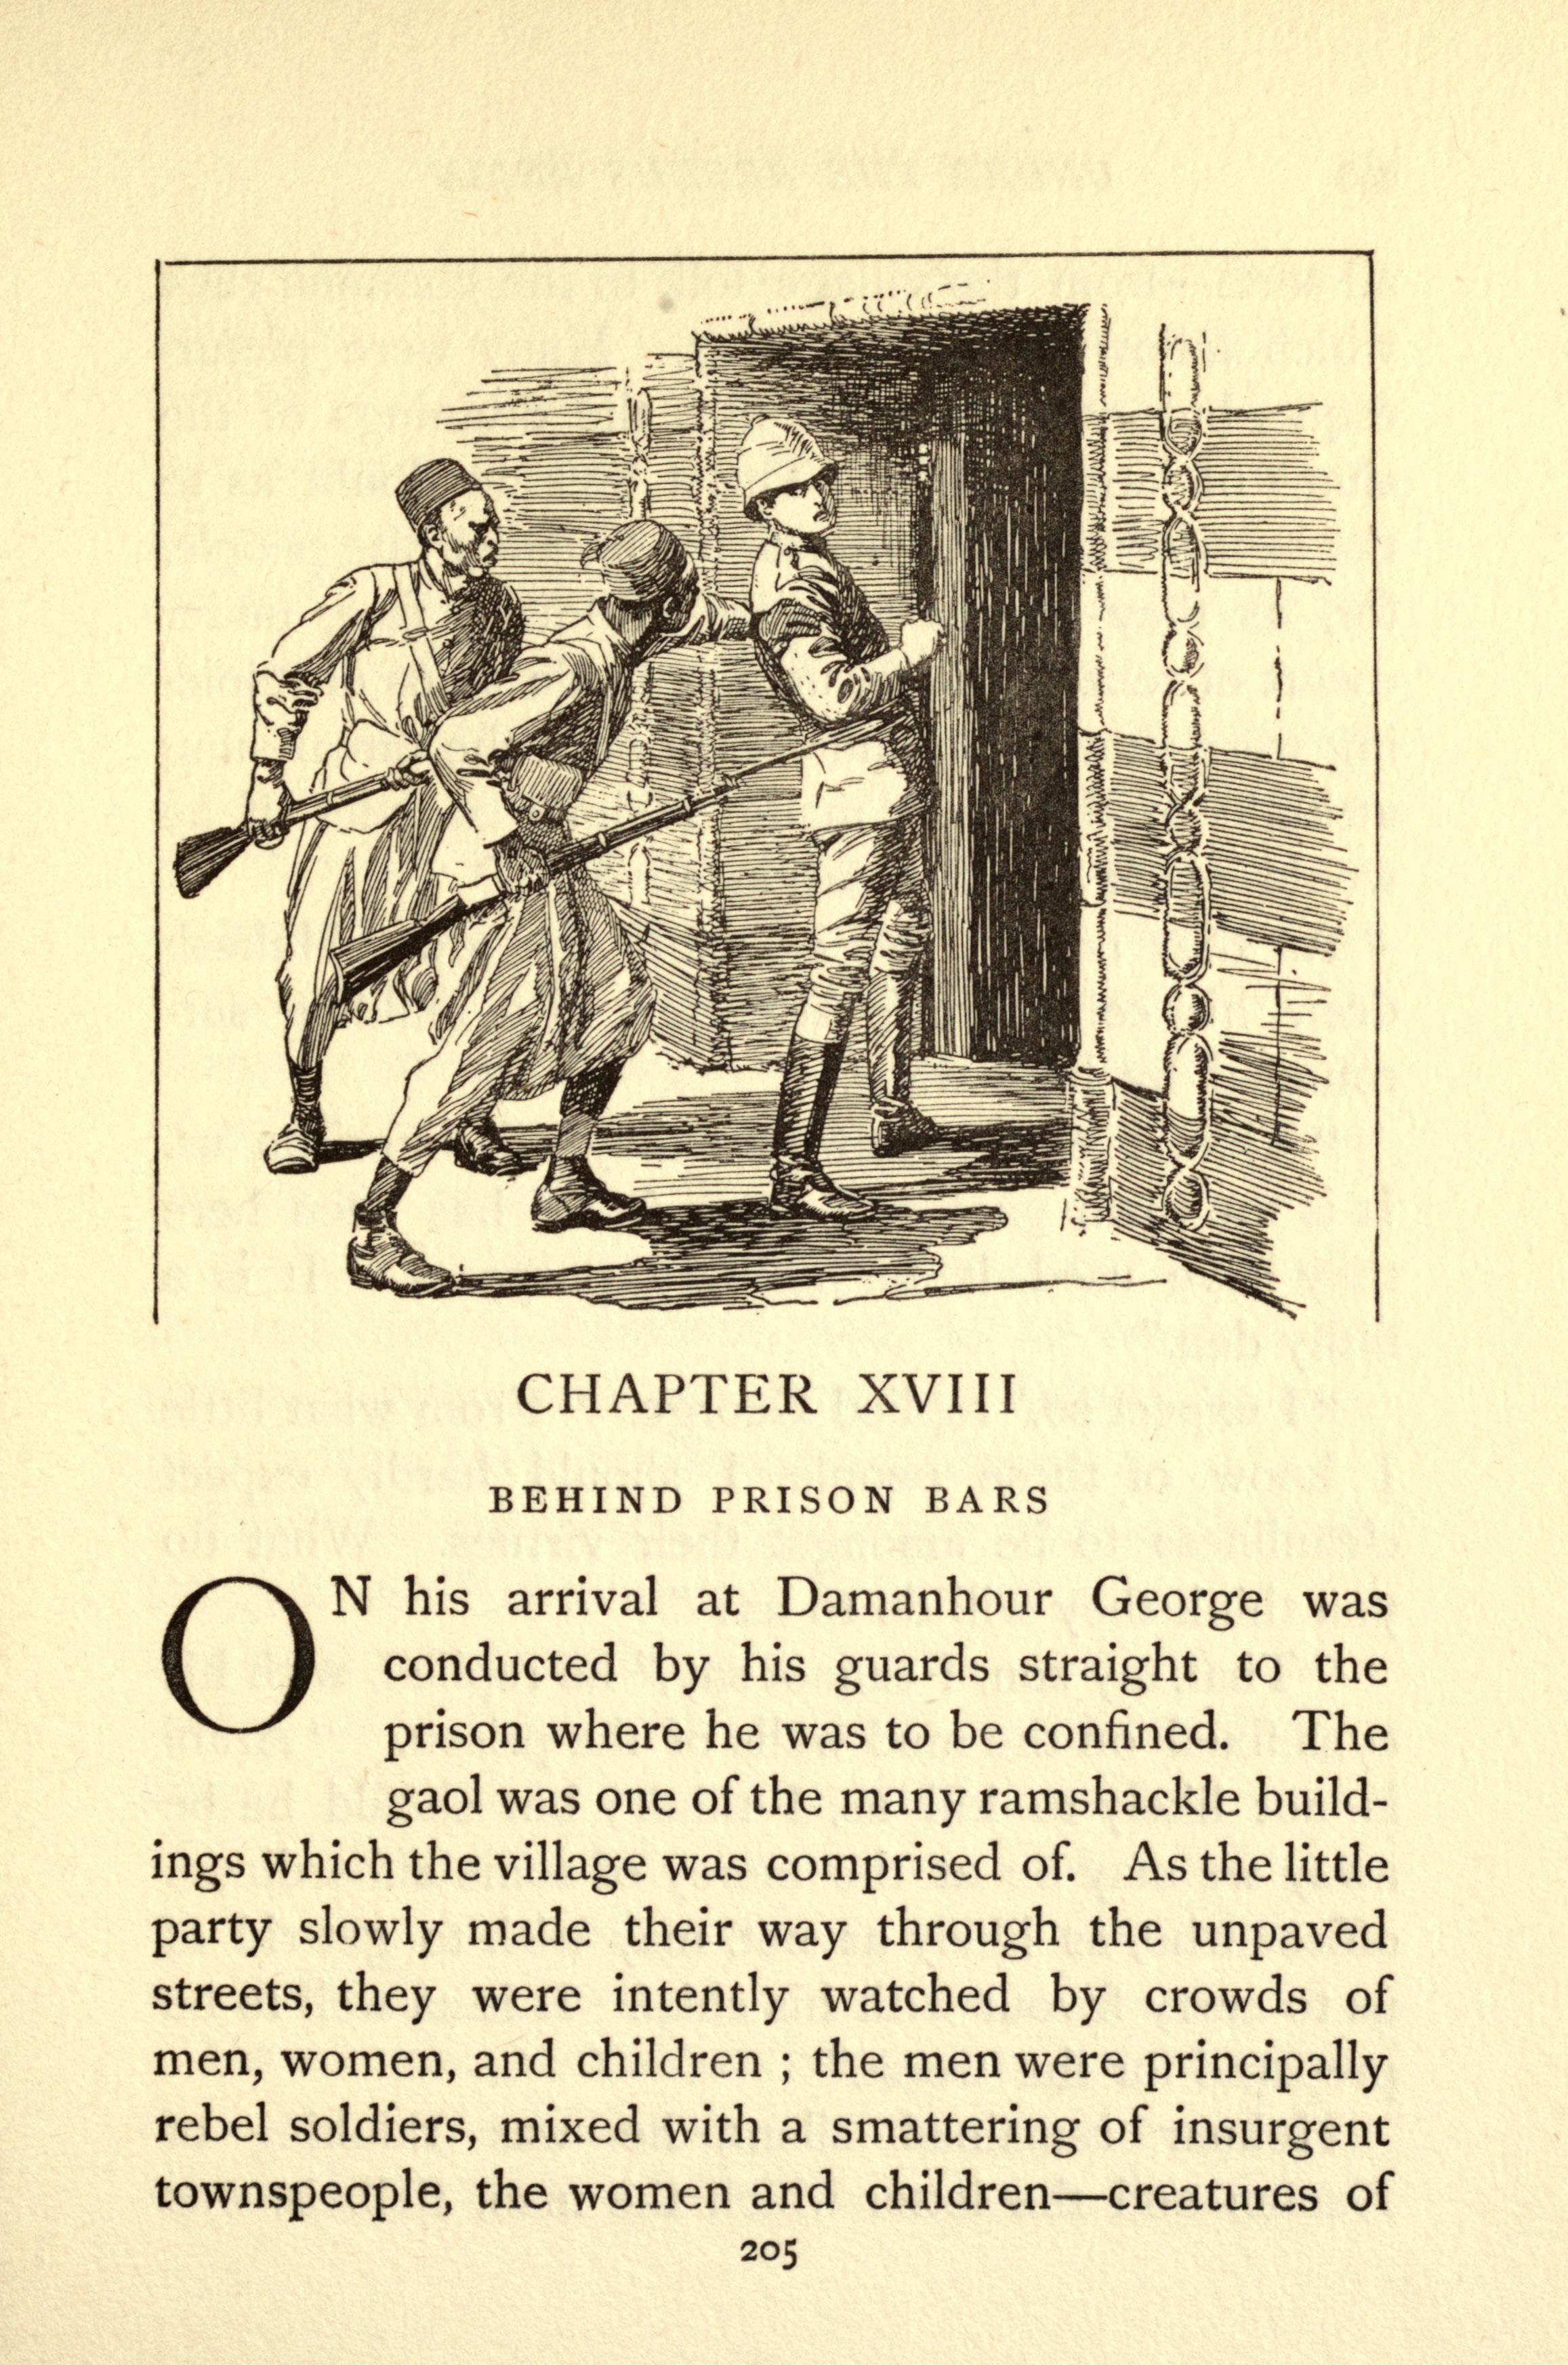 CHAPTER XVIII
BEHIND PRISON BARS
ON his arrival at Damanhour George was
conducted by his guards straight to the
prison where he was to be confined. The
gaol was one of the many ramshackle build-
ings which the village was comprised of. As the little
party slowly made their way through the unpaved
streets, they were intently watched by crowds of
men, women, and children ; the men were principally
rebel soldiers, mixed with a smattering of insurgent
townspeople, the women and children—creatures of
205